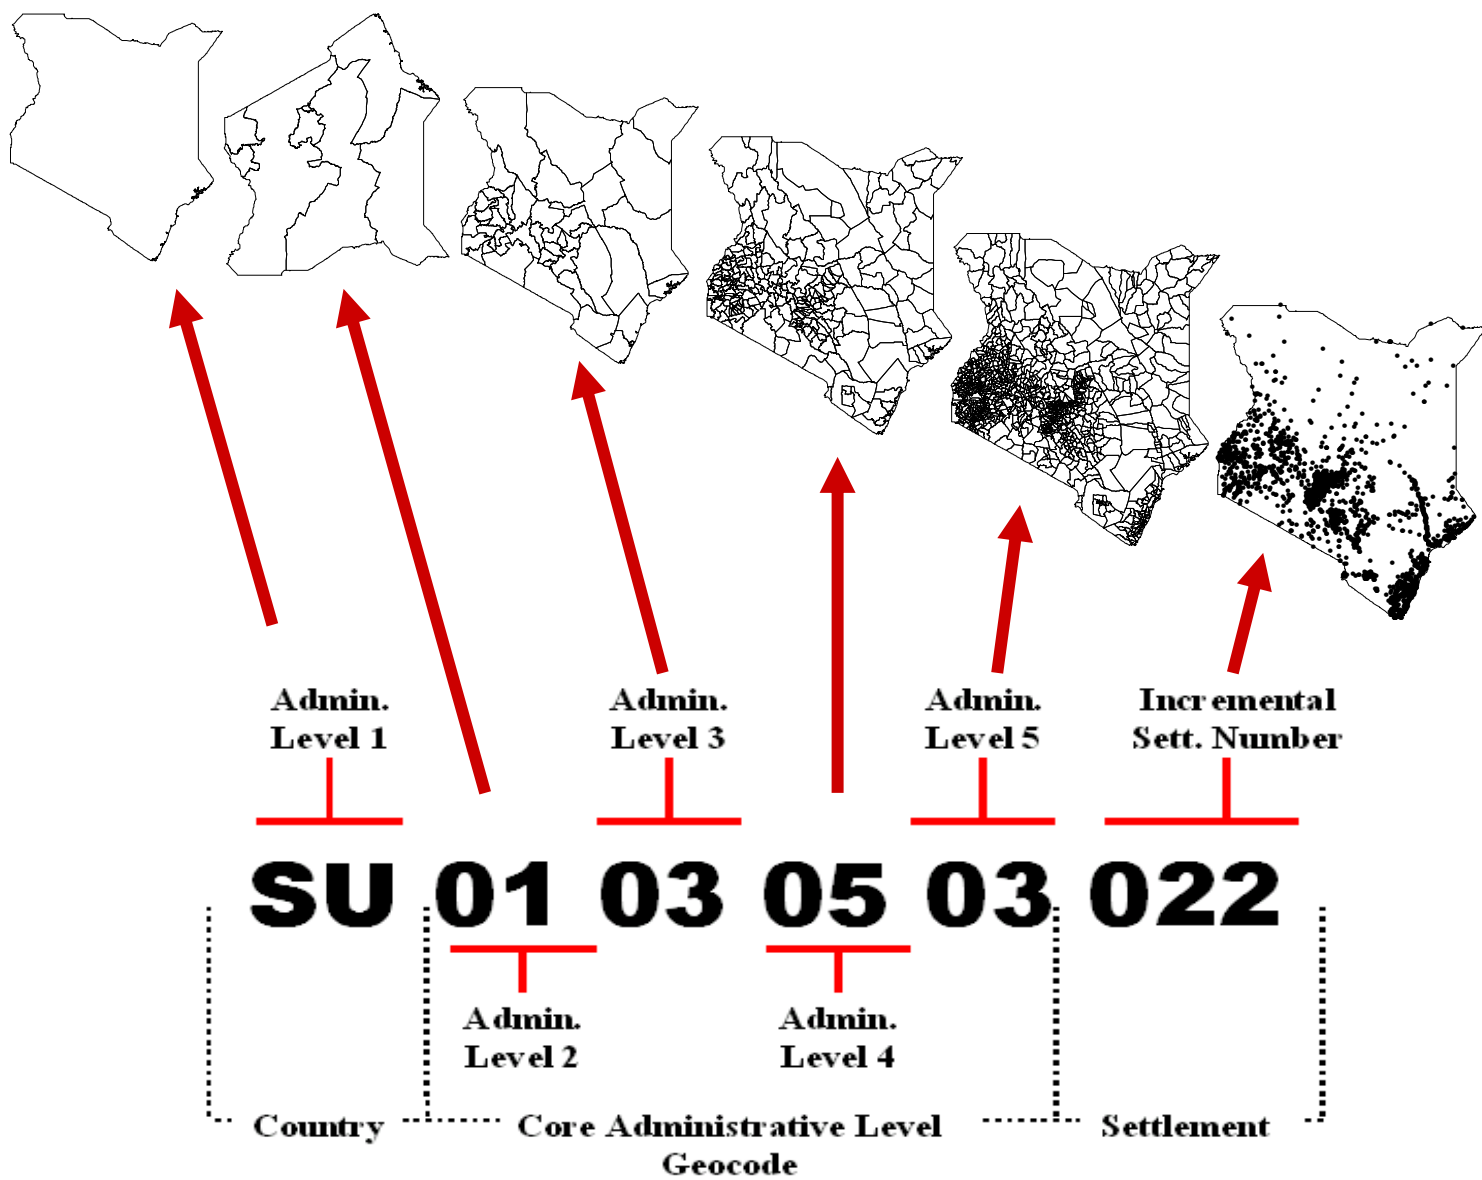 Admin.
Level 1
Admin.
Level 3
Admin.
Level 5
Incremental
Sett. Number
SU 01 03 05 03 022
Admin.
Level 2
Admin.
Level 4
Country
Core Administrative Level
Geocode
Settlement